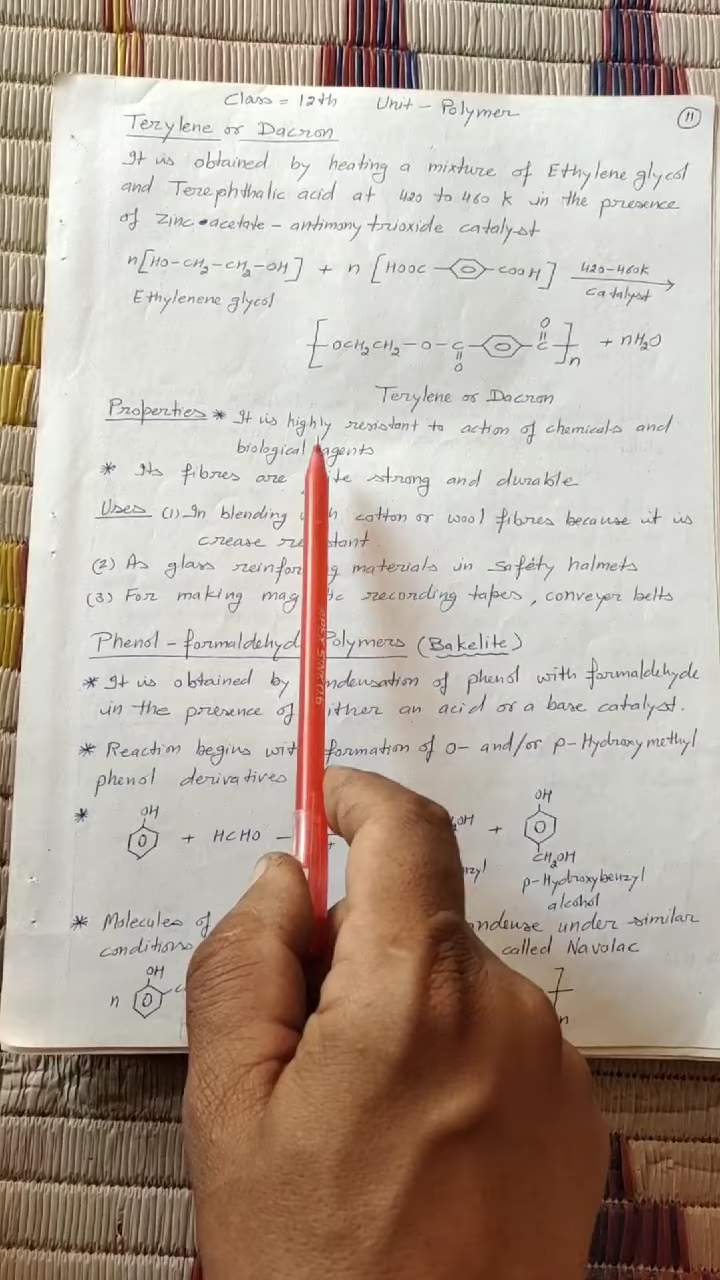 Class = 12th Unit - Polymer
11
Terylene or Dacron
It is obtained by heating a mixture of Ethylene glycol
and Terephthalic acid at 420 to 460 k in the presence
of zinc acetate - antimony trioxide catalyst
n[HO-CH2-CH2-OH] + n [HOOC - -COOH] 420-460k
Catalyst
Ethylenene glycol
[OCH2CH2-O-C- -C]n + nH2O
O O
Terylene or Dacron
Properties * It is highly resistant to action of chemicals and
biological agents
* Its fibres are strong and durable
Uses (1) In blending cotton or wool fibres because it is
crease
(2) As glass materials in safety halmets
(3) For making recording tapes, conveyer belts
Phenol - formaldehyd Polymers (Bakelite)
* It is obtained by ndensation of phenol with formaldehyde
in the presence of ither an acid or a base catalyst.
* Reaction begins formation of o- and/or p-Hydroxy methyl
phenol derivatives
* OH + HCHO OH + OH
CH2OH
p-Hydroxybenzyl
alcohol
* Molecules of ndense under similar
conditions called Navolac
OH
n ]n